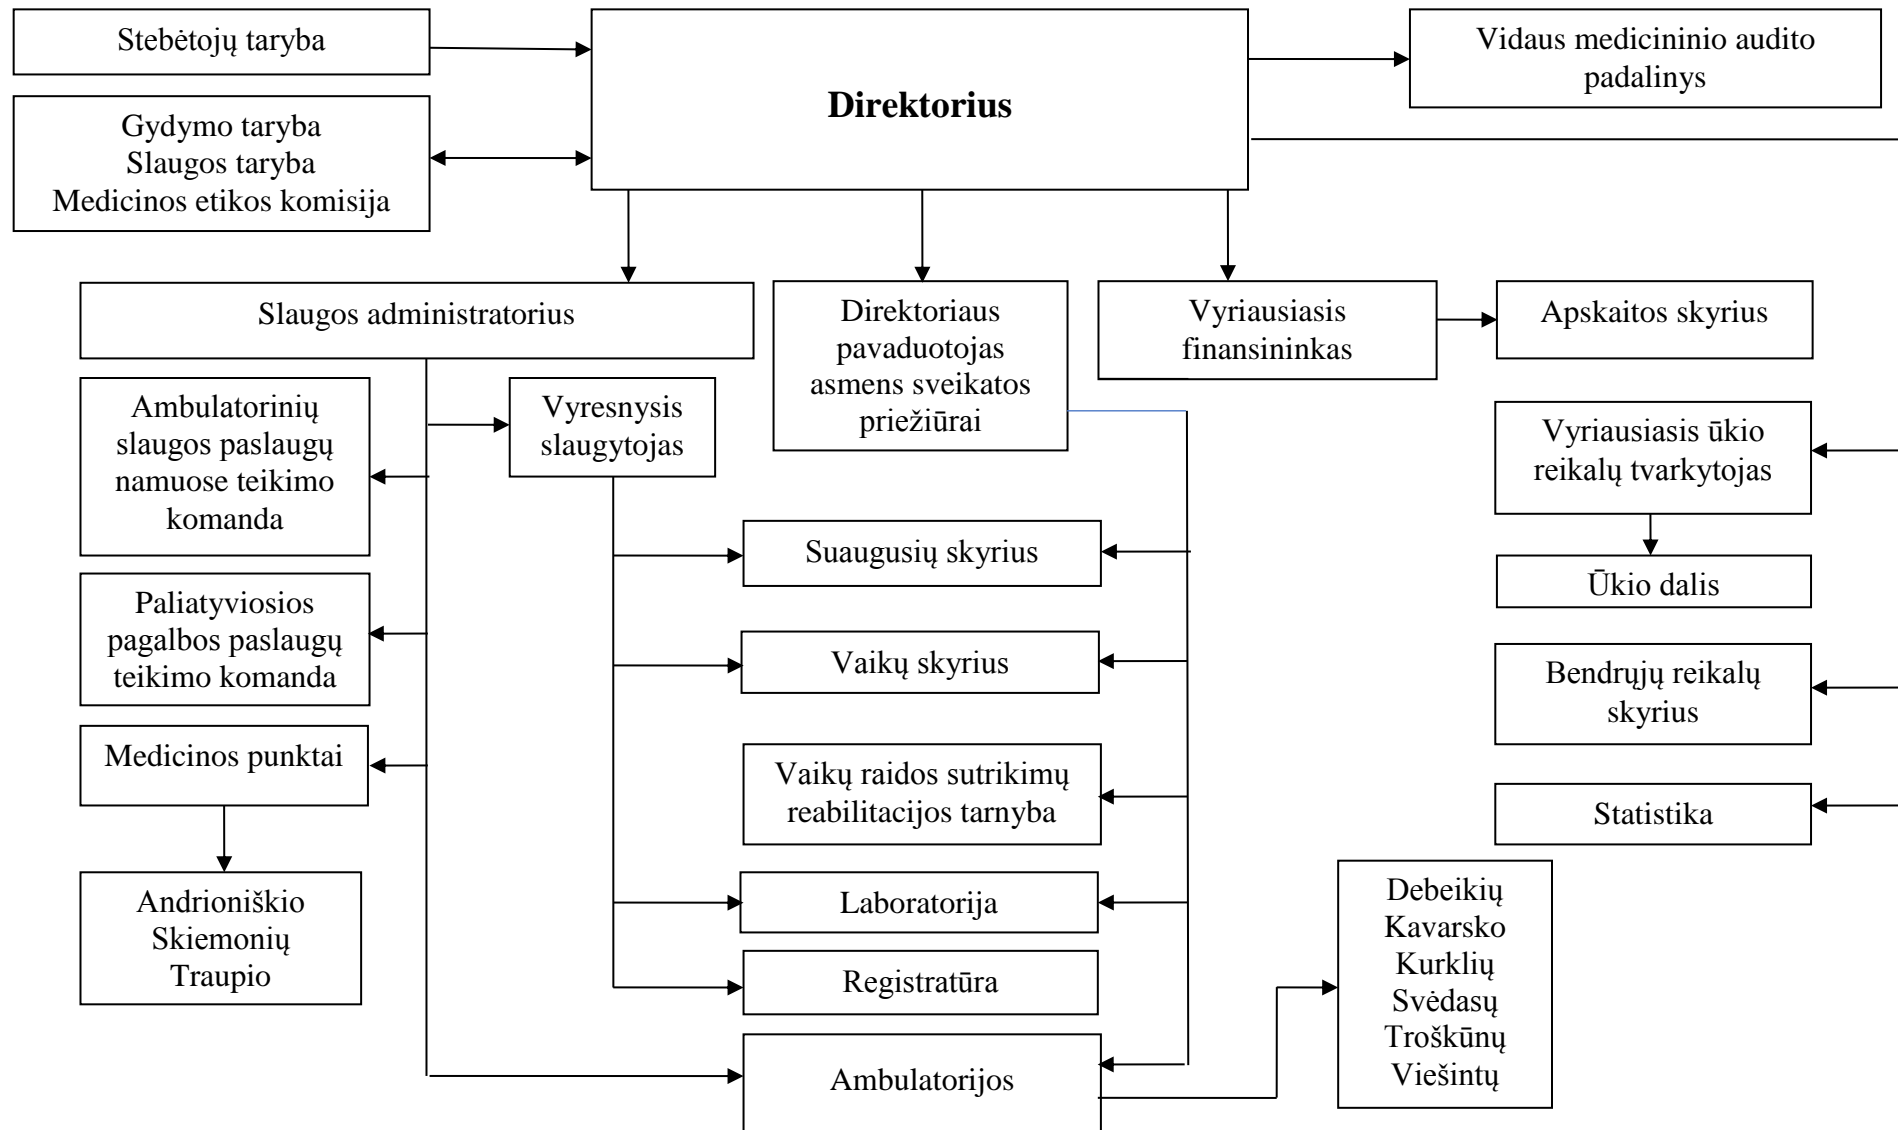 Stebėtojų taryba
Direktorius
Vidaus medicininio audito
padalinys
Gydymo taryba
Slaugos taryba
Medicinos etikos komisija
Slaugos administratorius
Direktoriaus
pavaduotojas
asmens sveikatos
priežiūrai
Vyriausiasis
finansininkas
Apskaitos skyrius
Ambulatorinių
slaugos paslaugų
namuose teikimo
komanda
Vyresnysis
slaugytojas
Vyriausiasis ūkio
reikalų tvarkytojas
Suaugusių skyrius
Ūkio dalis
Paliatyviosios
pagalbos paslaugų
teikimo komanda
Vaikų skyrius
Bendrųjų reikalų
skyrius
Medicinos punktai
Vaikų raidos sutrikimų
reabilitacijos tarnyba
Statistika
Andrioniškio
Skiemonių
Traupio
Laboratorija
Registratūra
Ambulatorijos
Debeikių
Kavarsko
Kurklių
Svėdasų
Troškūnų
Viešintų